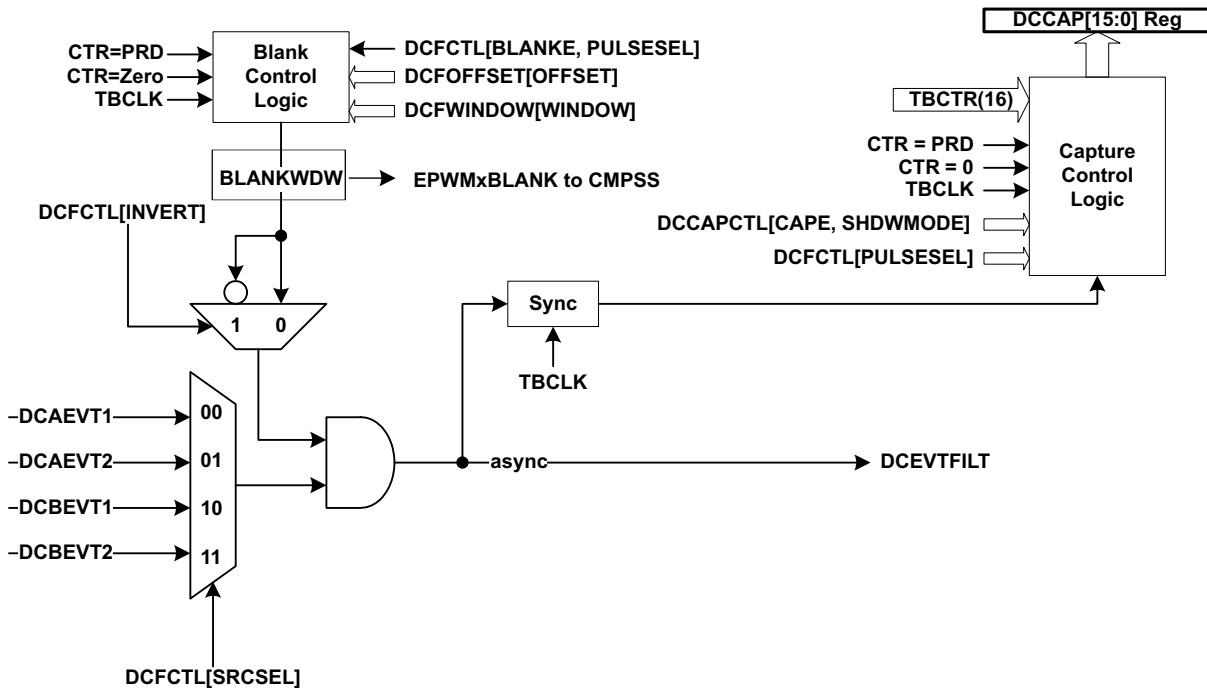 DCCAP[15:0] Reg
CTR=PRD
CTR=Zero
TBCLK
Blank
Control
Logic
DCFCTL[BLANKE, PULSESEL]
DCFOFFSET[OFFSET]
DCFWINDOW[WINDOW]
TBCTR(16)
CTR = PRD
CTR = 0
TBCLK
DCCAPCTL[CAPE, SHDWMODE]
DCFCTL[PULSESEL]
Capture
Control
Logic
BLANKWDW
EPWMxBLANK to CMPSS
DCFCTL[INVERT]
1 0
Sync
TBCLK
–DCAEVT1
–DCAEVT2
–DCBEVT1
–DCBEVT2
00
01
10
11
async
DCEVTFILT
DCFCTL[SRCSEL]